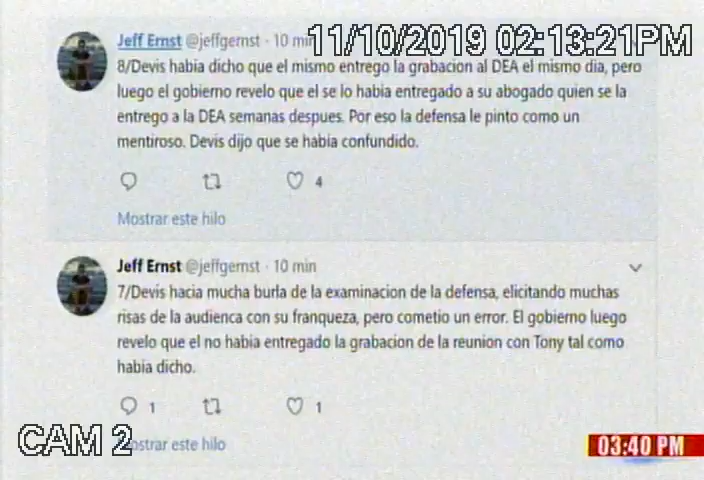 Jeff Ernst @jeffgernst · 10 min
11/10/2019 02:13:21PM
8/Devis habia dicho que el mismo entrego la grabacion al DEA el mismo dia, pero
luego el gobierno revelo que el se lo habia entregado a su abogado quien se la
entrego a la DEA semanas despues. Por eso la defensa le pinto como un
mentiroso. Devis dijo que se habia confundido.
4
Mostrar este hilo
Jeff Ernst @jeffgernst · 10 min
7/Devis hacia mucha burla de la examinacion de la defensa, elicitando muchas
risas de la audienca con su franqueza, pero cometio un error. El gobierno luego
revelo que el no habia entregado la grabacion de la reunion con Tony tal como
habia dicho.
1 1
CAM 2
ostrar este hilo
03:40 PM